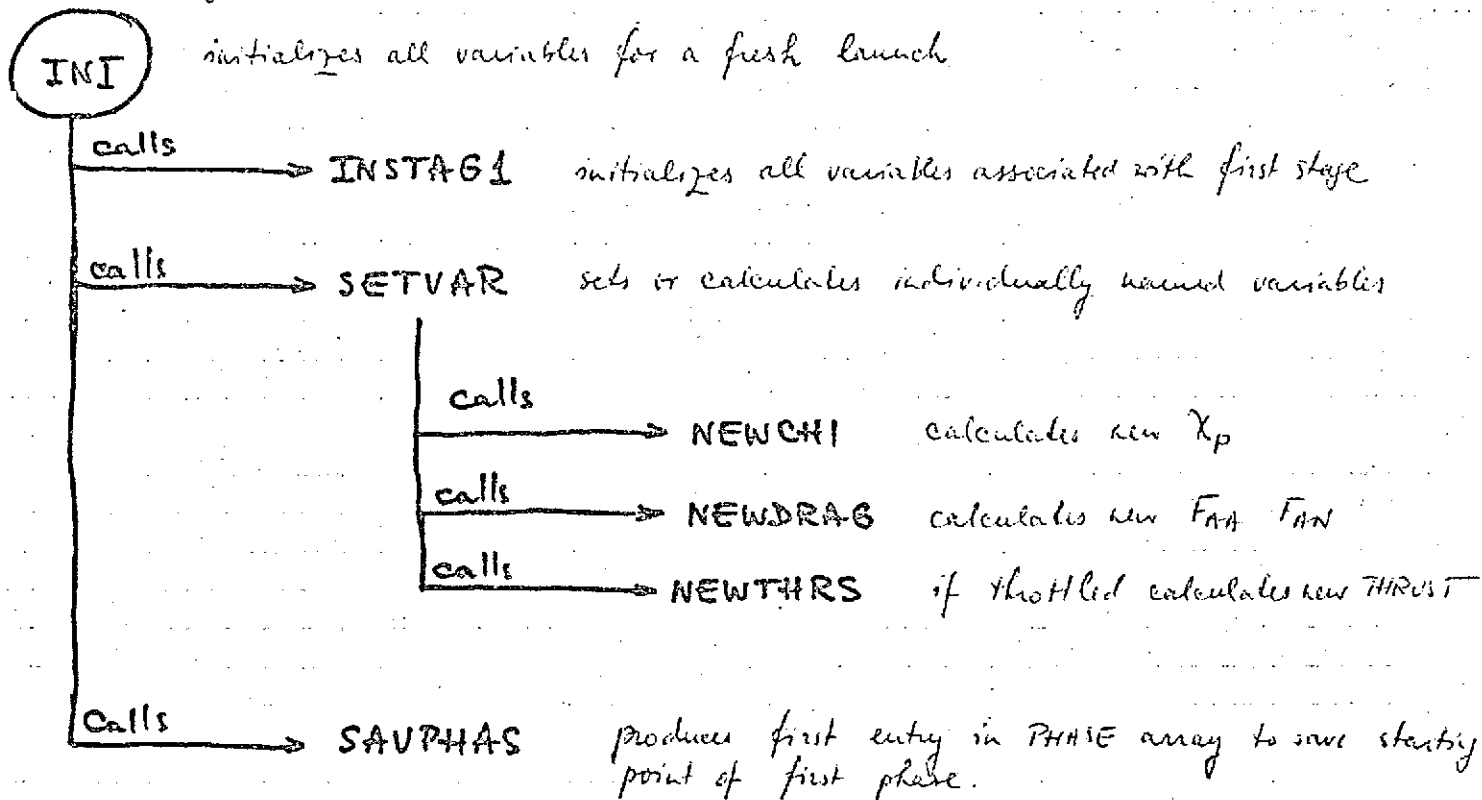 INI initializes all variables for a fresh launch
calls INSTAG1 initializes all variables associated with first stage
calls SETVAR sets or calculates individually named variables
calls NEWCHI calculates new χp
calls NEWDRAG calculates new FAA FAN
calls NEWTHRS if throttled calculates new THRUST
calls SAVPHAS produces first entry in PHASE array to save starting
point of first phase.